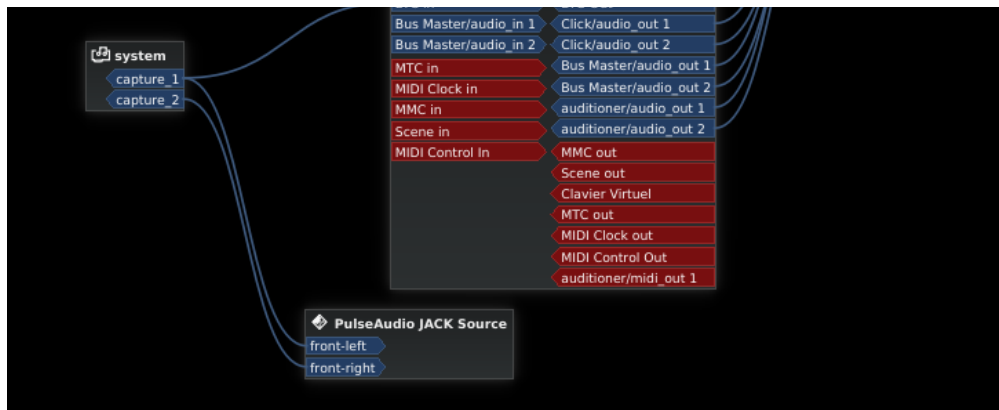 Bus Master/audio_in 1
Click/audio_out 1
Bus Master/audio_in 2
Click/audio_out 2
system
capture_1
capture_2
MTC in
Bus Master/audio_out 1
MIDI Clock in
Bus Master/audio_out 2
MMC in
auditioner/audio_out 1
Scene in
auditioner/audio_out 2
MIDI Control In
MMC out
Scene out
Clavier Virtuel
MTC out
MIDI Clock out
MIDI Control Out
auditioner/midi_out 1
PulseAudio JACK Source
front-left
front-right